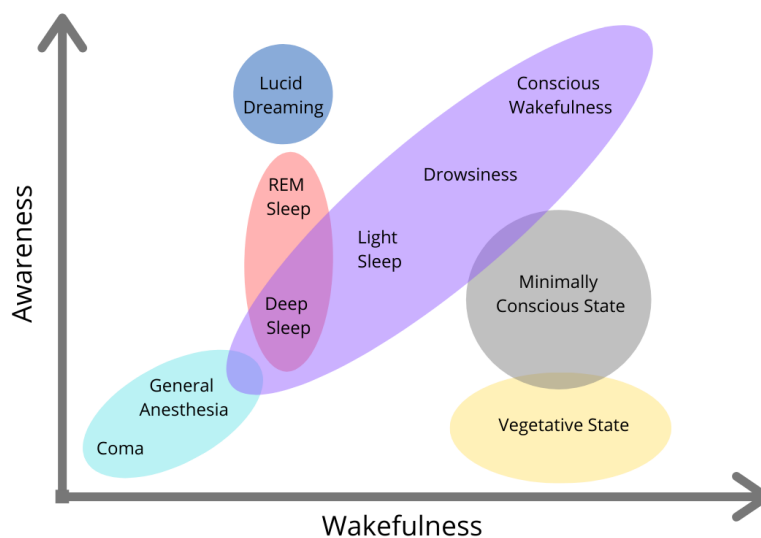 Lucid
Dreaming
Conscious
Wakefulness
REM
Sleep
Drowsiness
Light
Sleep
Deep
Sleep
Minimally
Conscious State
General
Anesthesia
Coma
Vegetative State
Awareness
Wakefulness